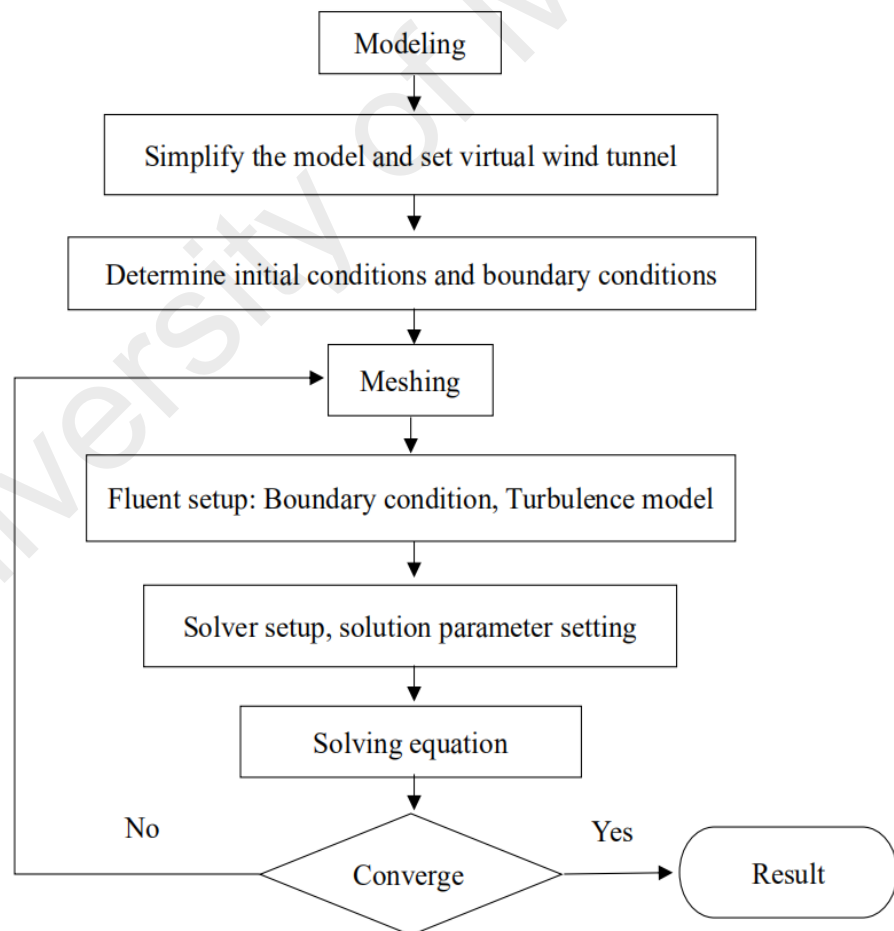 Modeling
Simplify the model and set virtual wind tunnel
Determine initial conditions and boundary conditions
Meshing
Fluent setup: Boundary condition, Turbulence model
Solver setup, solution parameter setting
Solving equation
No
Yes
Converge
Result